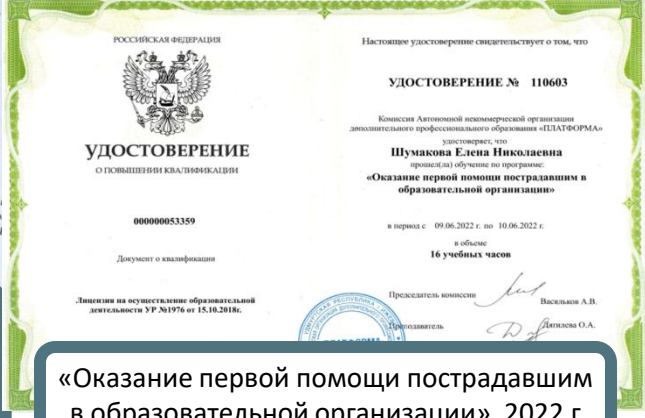 РОССИЙСКАЯ ФЕДЕРАЦИЯ
УДОСТОВЕРЕНИЕ
О ПОВЫШЕНИИ КВАЛИФИКАЦИИ
000000053359
Документ о квалификации
Лицензия на осуществление образовательной
деятельности УР №1976 от 15.10.2018г.
Настоящее удостоверение свидетельствует о том, что
УДОСТОВЕРЕНИЕ № 110603
Комиссия Автономной некоммерческой организации
дополнительного профессионального образования «ПЛАТФОРМА»
удостоверяет, что
Шумакова Елена Николаевна
прошел(ла) обучение по программе:
«Оказание первой помощи пострадавшим в
образовательной организации»
в период с 09.06.2022 г. по 10.06.2022 г.
в объеме
16 учебных часов
Председатель комиссии
Васильков А.В.
Преподаватель
Дягилева О.А.
«Оказание первой помощи пострадавшим
в образовательной организации», 2022 г.